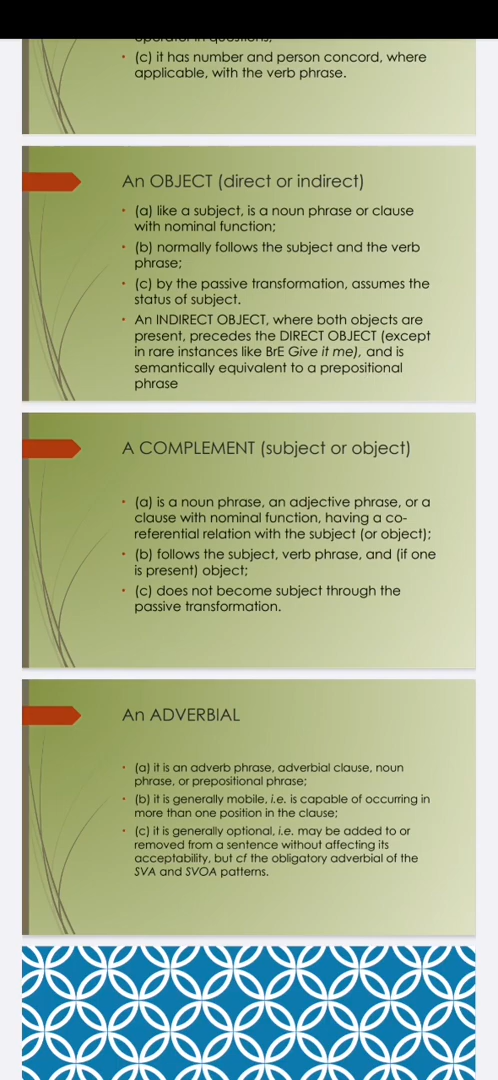 operator in questions;
• (c) it has number and person concord, where
applicable, with the verb phrase.
An OBJECT (direct or indirect)
• (a) like a subject, is a noun phrase or clause
with nominal function;
• (b) normally follows the subject and the verb
phrase;
• (c) by the passive transformation, assumes the
status of subject.
• An INDIRECT OBJECT, where both objects are
present, precedes the DIRECT OBJECT (except
in rare instances like BrE Give it me), and is
semantically equivalent to a prepositional
phrase
A COMPLEMENT (subject or object)
• (a) is a noun phrase, an adjective phrase, or a
clause with nominal function, having a co-
referential relation with the subject (or object);
• (b) follows the subject, verb phrase, and (if one
is present) object;
• (c) does not become subject through the
passive transformation.
An ADVERBIAL
• (a) it is an adverb phrase, adverbial clause, noun
phrase, or prepositional phrase;
• (b) it is generally mobile, i.e. is capable of occurring in
more than one position in the clause;
• (c) it is generally optional, i.e. may be added to or
removed from a sentence without affecting its
acceptability, but cf the obligatory adverbial of the
SVA and SVOA patterns.